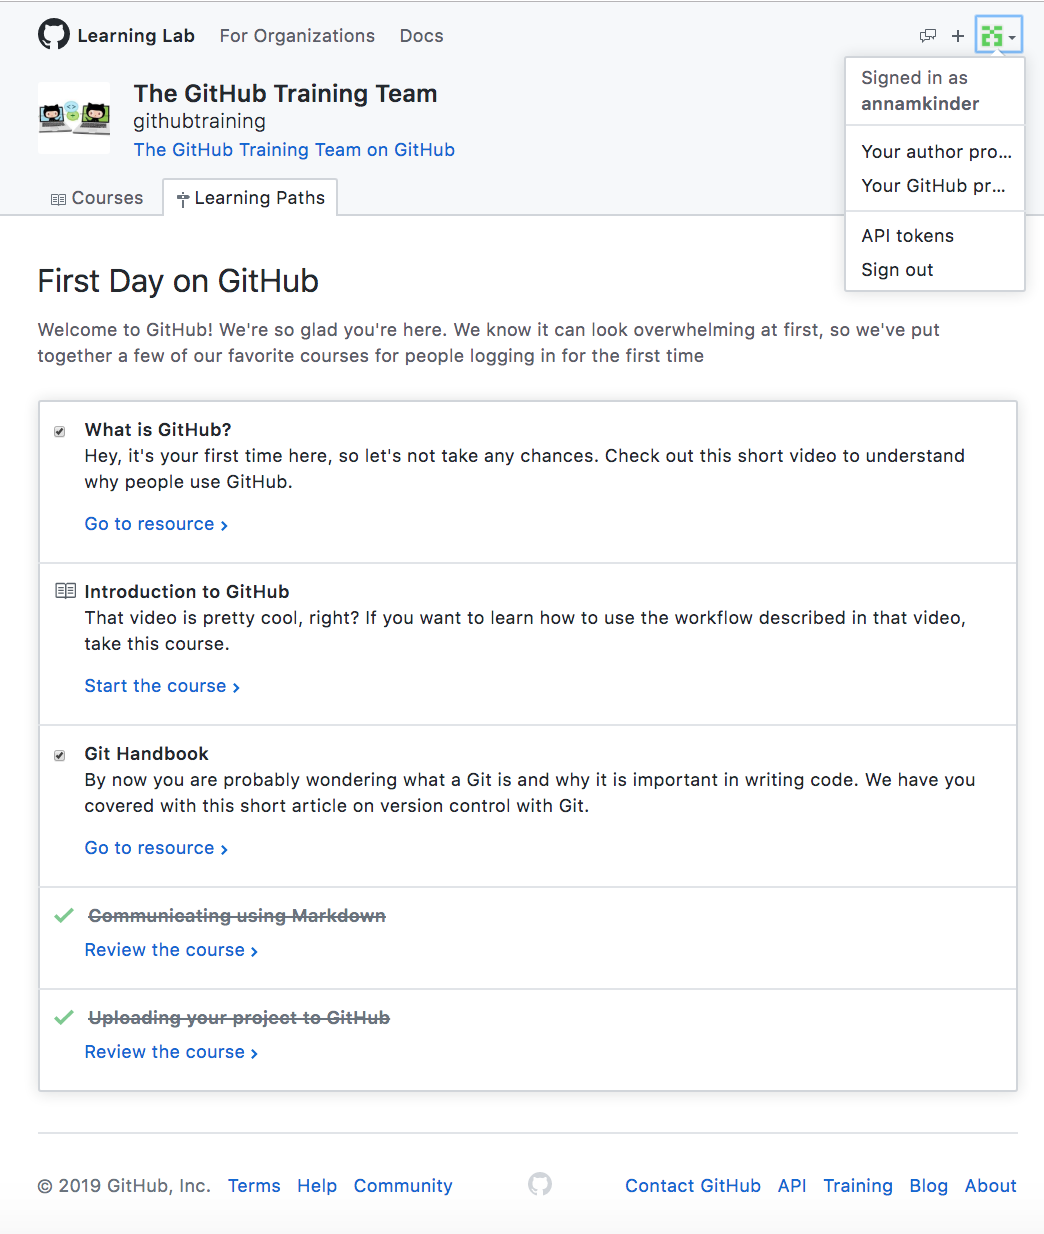 Learning Lab For Organizations Docs
Signed in as
annamkinder
Your author pro...
Your GitHub pr...
API tokens
Sign out
The GitHub Training Team
githubtraining
The GitHub Training Team on GitHub
Courses Learning Paths
First Day on GitHub
Welcome to GitHub! We're so glad you're here. We know it can look overwhelming at first, so we've put
together a few of our favorite courses for people logging in for the first time
What is GitHub?
Hey, it's your first time here, so let's not take any chances. Check out this short video to understand
why people use GitHub.
Go to resource
Introduction to GitHub
That video is pretty cool, right? If you want to learn how to use the workflow described in that video,
take this course.
Start the course
Git Handbook
By now you are probably wondering what a Git is and why it is important in writing code. We have you
covered with this short article on version control with Git.
Go to resource
Communicating using Markdown
Review the course
Uploading your project to GitHub
Review the course
© 2019 GitHub, Inc. Terms Help Community Contact GitHub API Training Blog About